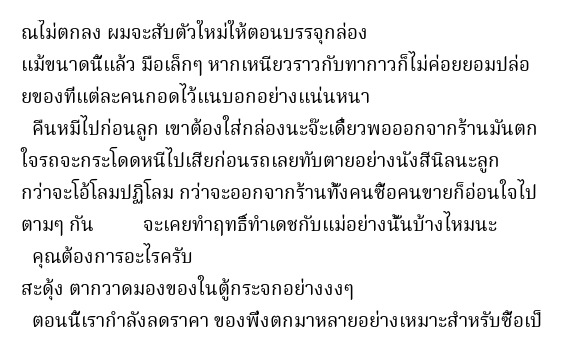 ณไม่ตกลง ผมจะสับตัวใหม่ให้ตอนบรรจุกล่อง
แม้ขนาดนี้แล้ว มือเล็กๆ หากเหนียวราวกับทากาวก็ไม่ค่อยยอมปล่อ
ยของที่แต่ละคนกอดไว้แนบอกอย่างแน่นหนา
คืนหมีไปก่อนลูก เขาต้องใส่กล่องนะจ๊ะเดี๋ยวพอออกจากร้านมันตก
ใจรถจะกระโดดหนีไปเสียก่อนรถเลยทับตายอย่างนังสีนิลนะลูก
กว่าจะโอ้โลมปฏิโลม กว่าจะออกจากร้านทั้งคนซื้อคนขายก็อ่อนใจไป
ตามๆ กัน จะเคยทำฤทธิ์ทำเดชกับแม่อย่างนั้นบ้างไหมนะ
คุณต้องการอะไรครับ
สะดุ้ง ตากวาดมองของในตู้กระจกอย่างงงๆ
ตอนนี้เรากำลังลดราคา ของพึ่งตกมาหลายอย่างเหมาะสำหรับซื้อเป็